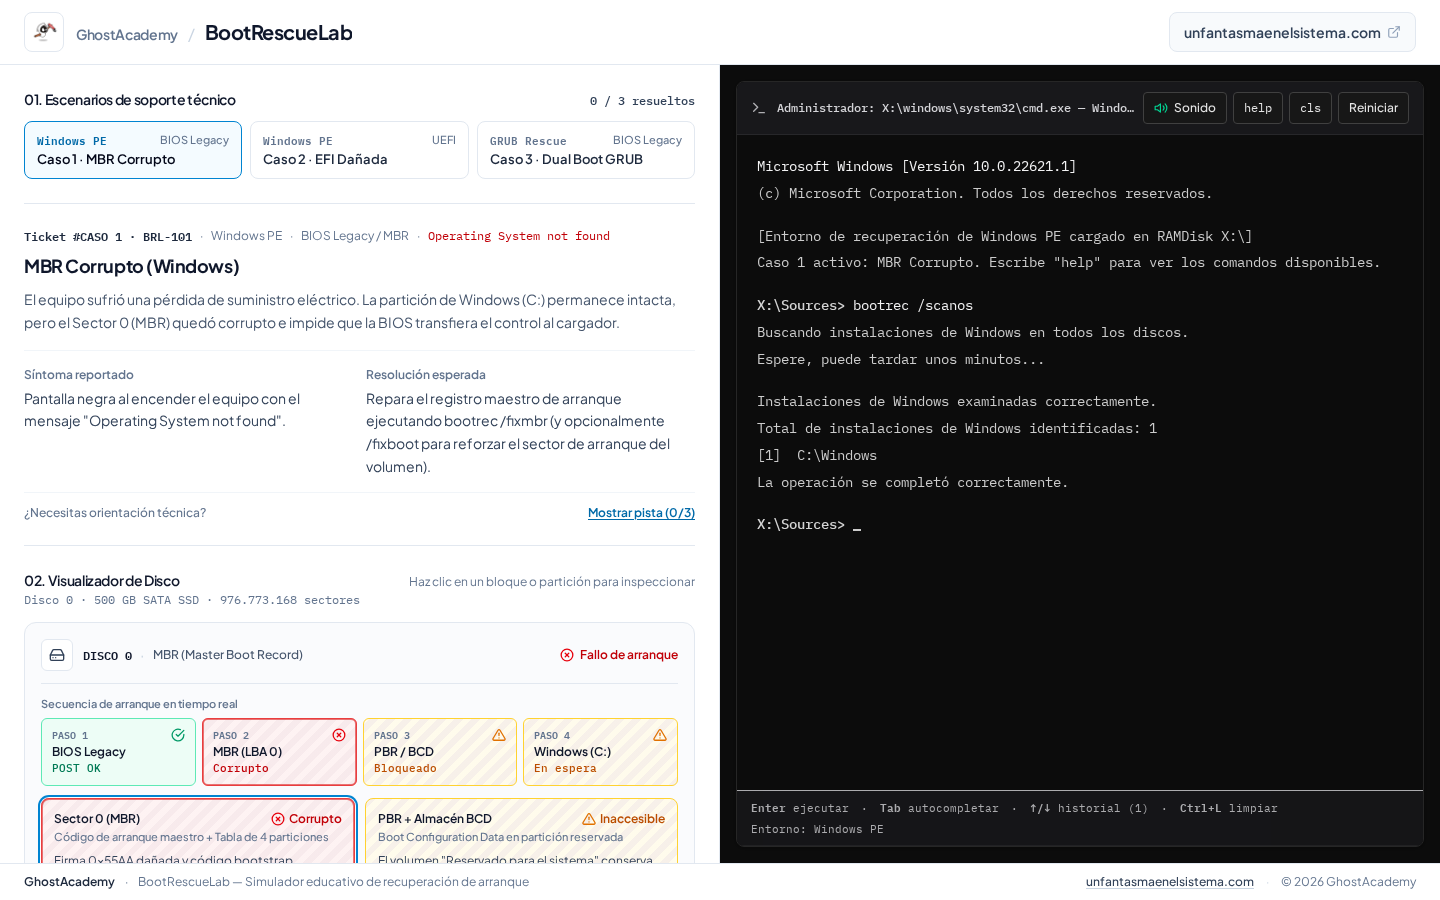 GhostAcademy / BootRescueLab
unfantasmaenelsistema.com
01. Escenarios de soporte técnico
0 / 3 resueltos
Windows PE BIOS Legacy
Caso 1 · MBR Corrupto
Windows PE UEFI
Caso 2 · EFI Dañada
GRUB Rescue BIOS Legacy
Caso 3 · Dual Boot GRUB
Ticket #CASO 1 · BRL-101 · Windows PE · BIOS Legacy / MBR · Operating System not found
MBR Corrupto (Windows)
El equipo sufrió una pérdida de suministro eléctrico. La partición de Windows (C:) permanece intacta,
pero el Sector 0 (MBR) quedó corrupto e impide que la BIOS transfiera el control al cargador.
Síntoma reportado
Pantalla negra al encender el equipo con el
mensaje "Operating System not found".
Resolución esperada
Repara el registro maestro de arranque
ejecutando bootrec /fixmbr (y opcionalmente
/fixboot para reforzar el sector de arranque del
volumen).
¿Necesitas orientación técnica?
Mostrar pista (0/3)
02. Visualizador de Disco
Haz clic en un bloque o partición para inspeccionar
Disco 0 · 500 GB SATA SSD · 976.773.168 sectores
DISCO 0 · MBR (Master Boot Record)
Fallo de arranque
Secuencia de arranque en tiempo real
PASO 1
BIOS Legacy
POST OK
PASO 2
MBR (LBA 0)
Corrupto
PASO 3
PBR / BCD
Bloqueado
PASO 4
Windows (C:)
En espera
Sector 0 (MBR) Corrupto
Código de arranque maestro + Tabla de 4 particiones
Firma 0x55AA dañada y código bootstrap
PBR + Almacén BCD Inaccesible
Boot Configuration Data en partición reservada
El volumen "Reservado para el sistema" conserva
Administrador: X:\windows\system32\cmd.exe — Windo…
Sonido
help
cls
Reiniciar
Microsoft Windows [Versión 10.0.22621.1]
(c) Microsoft Corporation. Todos los derechos reservados.
[Entorno de recuperación de Windows PE cargado en RAMDisk X:\]
Caso 1 activo: MBR Corrupto. Escribe "help" para ver los comandos disponibles.
X:\Sources> bootrec /scanos
Buscando instalaciones de Windows en todos los discos.
Espere, puede tardar unos minutos...
Instalaciones de Windows examinadas correctamente.
Total de instalaciones de Windows identificadas: 1
[1]  C:\Windows
La operación se completó correctamente.
X:\Sources> _
Enter ejecutar · Tab autocompletar · ↑/↓ historial (1) · Ctrl+L limpiar
Entorno: Windows PE
GhostAcademy · BootRescueLab — Simulador educativo de recuperación de arranque
unfantasmaenelsistema.com · © 2026 GhostAcademy